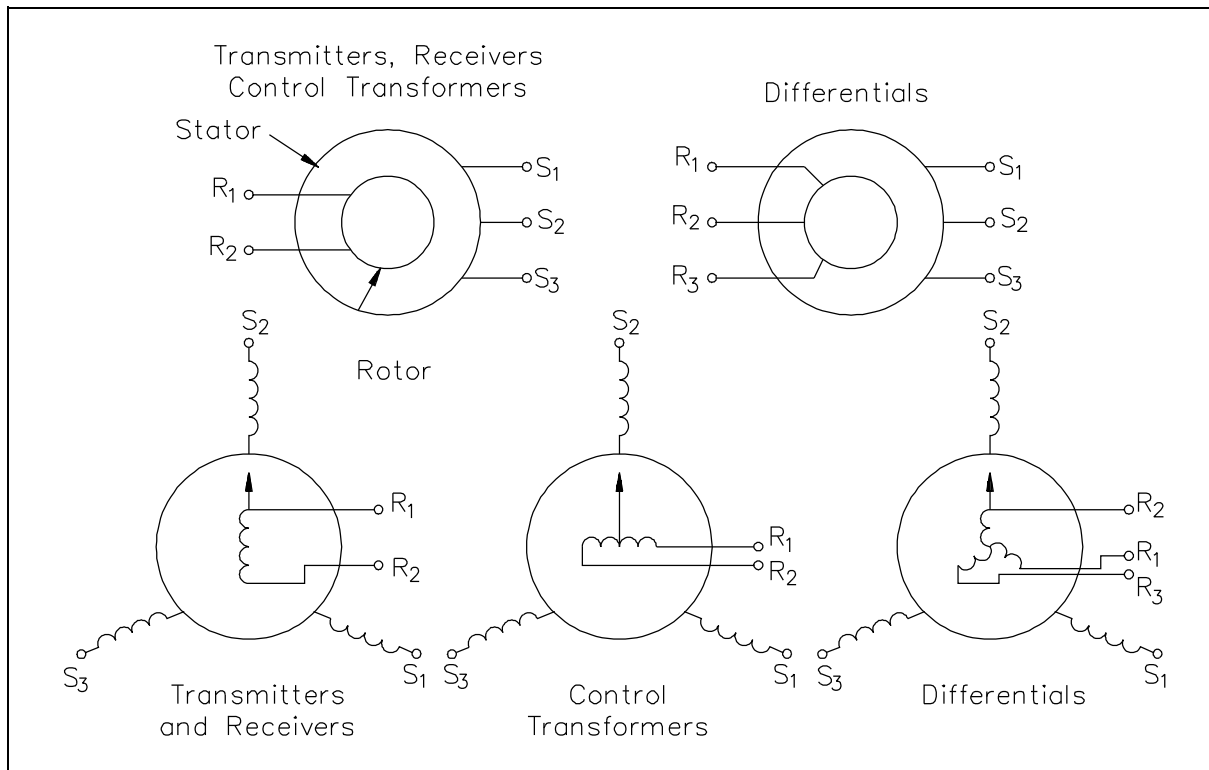 Transmitters, Receivers
Control Transformers
Stator
R1
R2
S1
S2
S3
Rotor
Differentials
R1
R2
R3
S1
S2
S3
S2
R1
R2
S3
S1
Transmitters
and Receivers
S2
R1
R2
S3
S1
Control
Transformers
S2
R2
R1
R3
S3
S1
Differentials